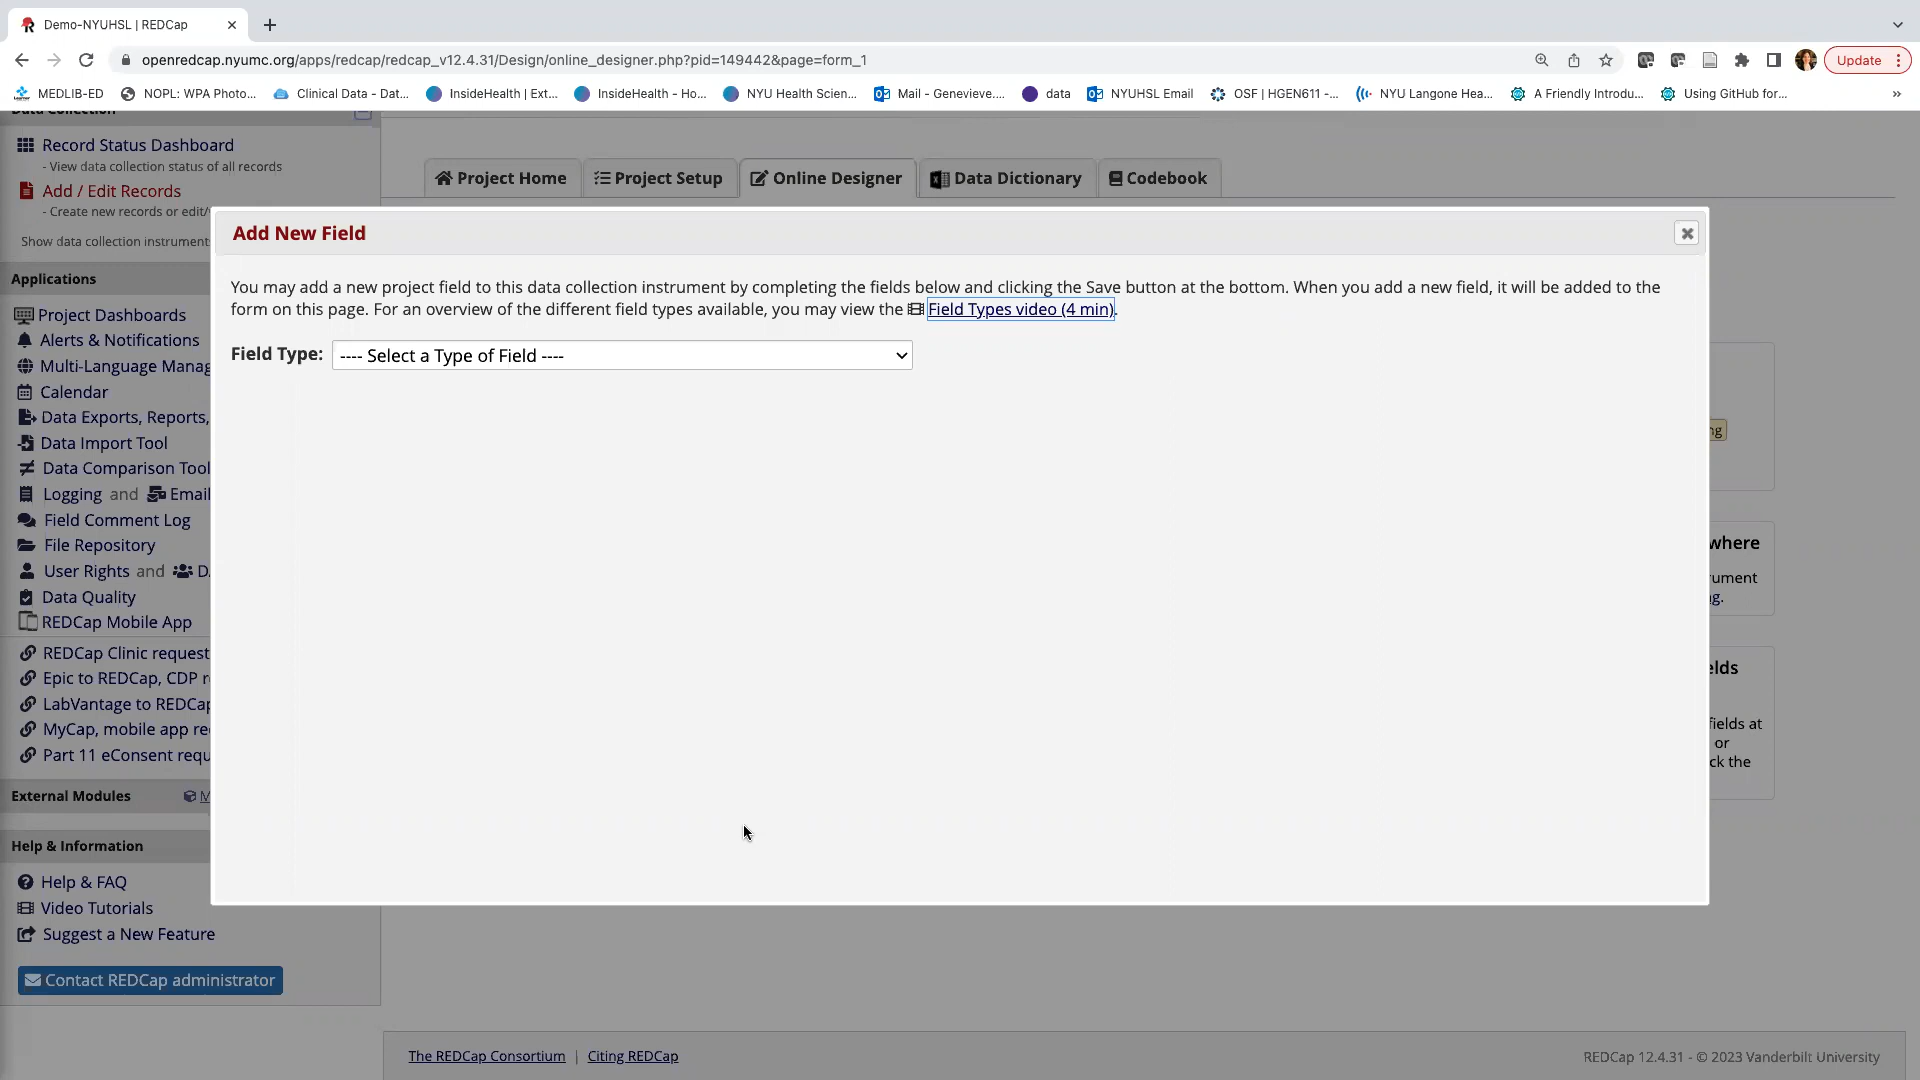 Demo-NYUHSL | REDCap
openredcap.nyumc.org/apps/redcap/redcap_v12.4.31/Design/online_designer.php?pid=149442&page=form_1
Update
MEDLIB-ED
NOPL: WPA Photo...
Clinical Data - Dat...
InsideHealth | Ext...
InsideHealth - Ho...
NYU Health Scien...
Mail - Genevieve....
data
NYUHSL Email
OSF | HGEN611 -...
NYU Langone Hea...
A Friendly Introdu...
Using GitHub for...
Data Collection
Record Status Dashboard
- View data collection status of all records
Add / Edit Records
- Create new records or edit/
Show data collection instrument
Applications
Project Dashboards
Alerts & Notifications
Multi-Language Manag
Calendar
Data Exports, Reports,
Data Import Tool
Data Comparison Tool
Logging and Email
Field Comment Log
File Repository
User Rights and D
Data Quality
REDCap Mobile App
REDCap Clinic request
Epic to REDCap, CDP r
LabVantage to REDCap
MyCap, mobile app re
Part 11 eConsent requ
External Modules M
Help & Information
Help & FAQ
Video Tutorials
Suggest a New Feature
Contact REDCap administrator
Project Home
Project Setup
Online Designer
Data Dictionary
Codebook
Add New Field
You may add a new project field to this data collection instrument by completing the fields below and clicking the Save button at the bottom. When you add a new field, it will be added to the
form on this page. For an overview of the different field types available, you may view the Field Types video (4 min).
Field Type: ---- Select a Type of Field ----
ng
where
rument
g.
elds
fields at
or
ck the
The REDCap Consortium | Citing REDCap
REDCap 12.4.31 - © 2023 Vanderbilt University